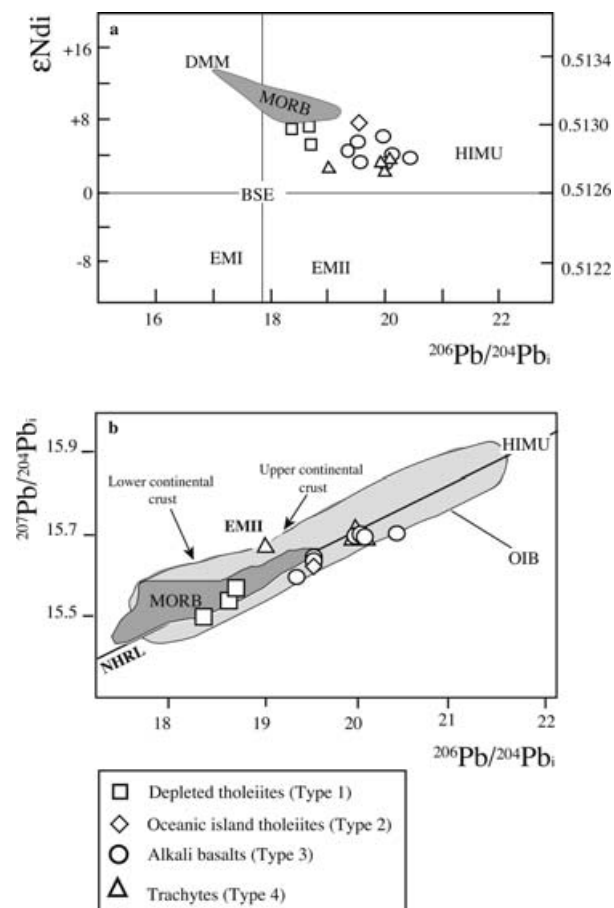 a
εNdi
+16
+8
0
-8
DMM
MORB
HIMU
BSE
EMI
EMII
0.5134
0.5130
0.5126
0.5122
16
18
20
22
²⁰⁶Pb/²⁰⁴Pbᵢ
b
²⁰⁷Pb/²⁰⁴Pbᵢ
15.9
15.7
15.5
Lower continental
crust
Upper continental
crust
EMII
HIMU
OIB
MORB
NHRL
18
19
20
21
22
²⁰⁶Pb/²⁰⁴Pbᵢ
Depleted tholeiites (Type 1)
Oceanic island tholeiites (Type 2)
Alkali basalts (Type 3)
Trachytes (Type 4)